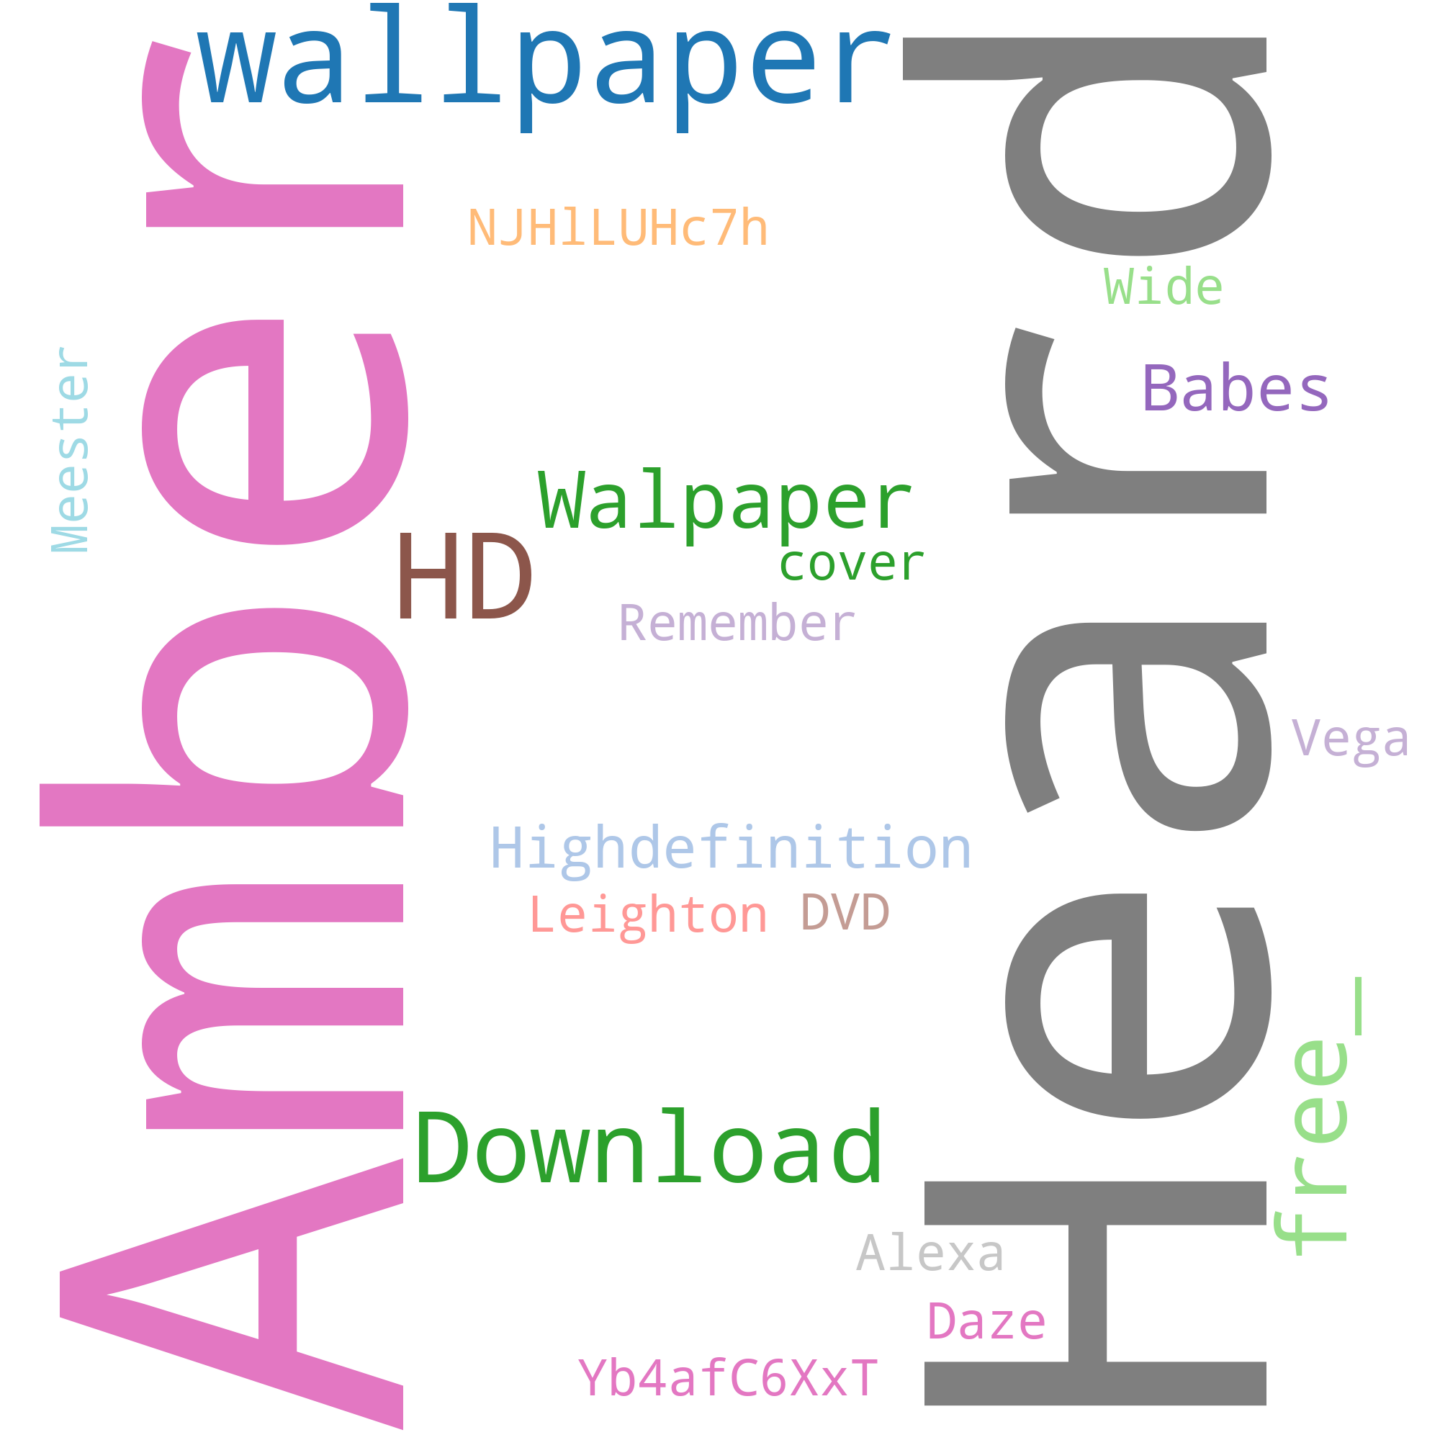 wallpaper
Amber
Heard
NJHlLUHc7h
Wide
Meester
Babes
Walpaper
HD
cover
Remember
Vega
Highdefinition
Leighton
DVD
free_
Download
Alexa
Daze
Yb4afC6XxT